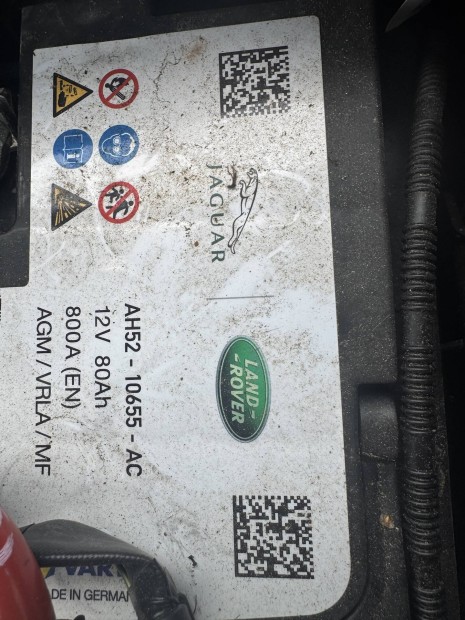 JAGUAR
LAND-
-ROVER
AH52 - 10655 - AC
12V 80Ah
800A (EN)
AGM / VRLA / MF
DE IN GERMAN